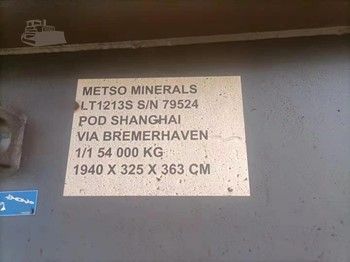 METSO MINERALS
LT1213S S/N 79524
POD SHANGHAI
VIA BREMERHAVEN
1/1 54 000 KG
1940 X 325 X 363 CM